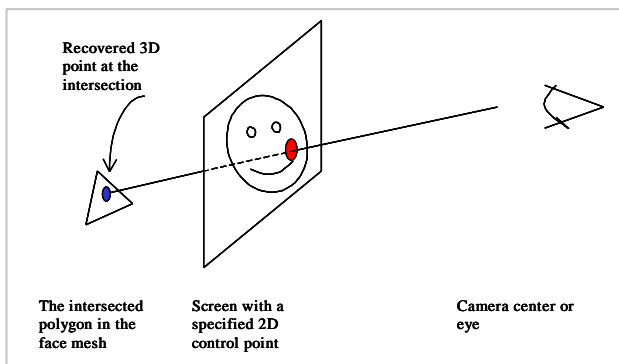 Recovered 3D
point at the
intersection
The intersected
polygon in the
face mesh
Screen with a
specified 2D
control point
Camera center or
eye